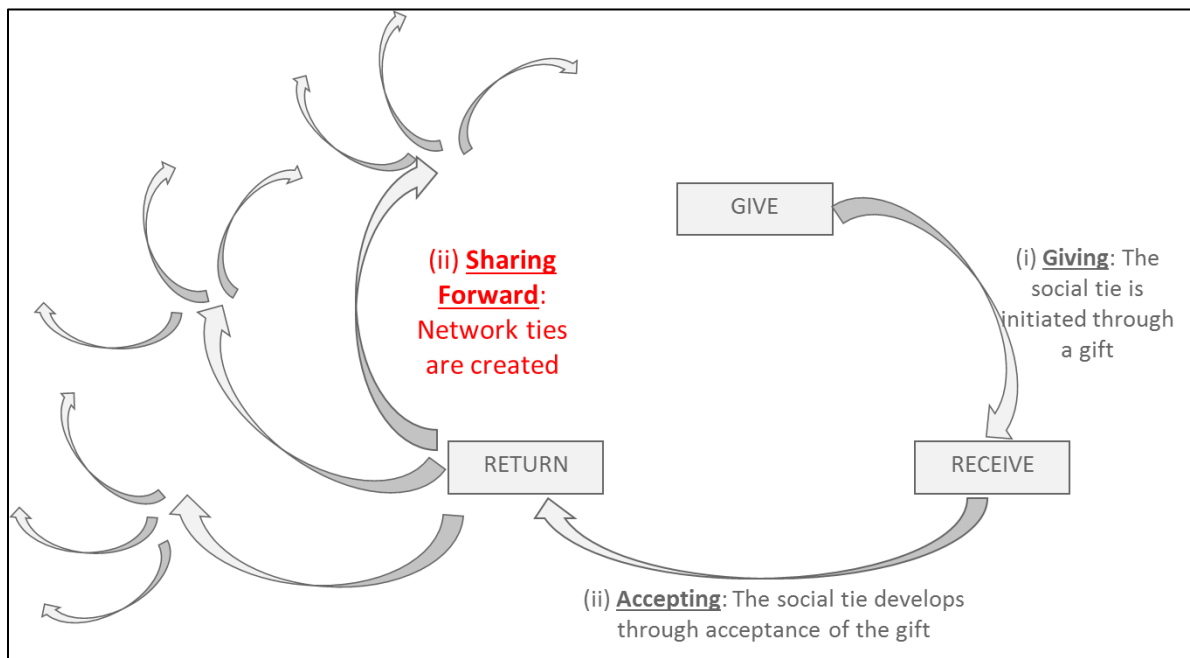 GIVE
(i) Giving: The
social tie is
initiated through
a gift
RECEIVE
(ii) Accepting: The social tie develops
through acceptance of the gift
RETURN
(ii) Sharing
Forward:
Network ties
are created